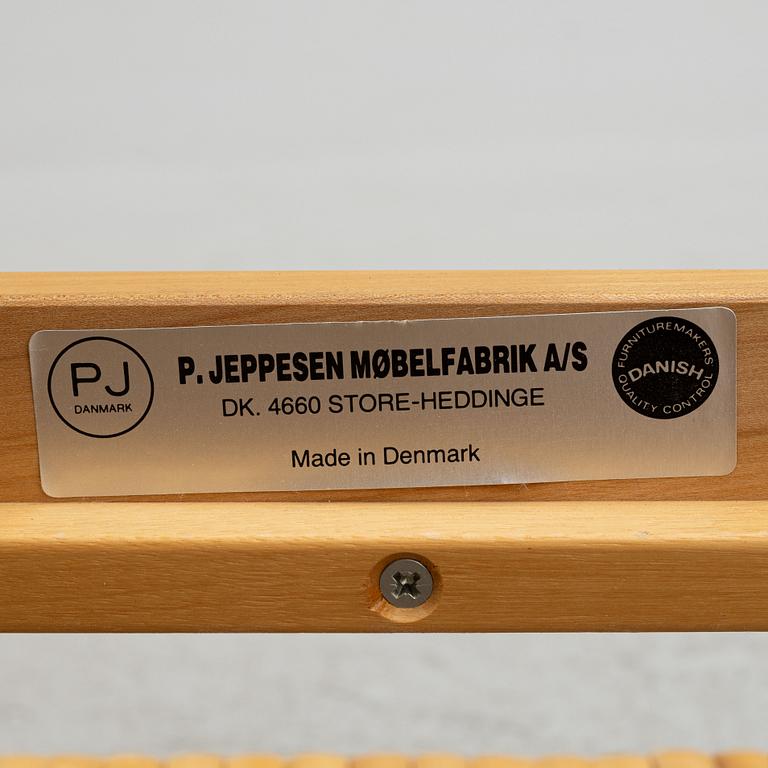 PJ
DANMARK
P. JEPPESEN MØBELFABRIK A/S
DK. 4660 STORE-HEDDINGE
Made in Denmark
FURNITUREMAKERS
DANISH
QUALITY CONTROL